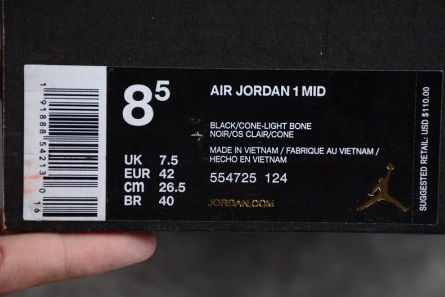 8⁵
AIR JORDAN 1 MID
BLACK/CONE-LIGHT BONE
NOIR/OS CLAIR/CONE
MADE IN VIETNAM / FABRIQUE AU VIETNAM /
HECHO EN VIETNAM
554725 124
JORDAN.COM
UK 7.5
EUR 42
cm 26.5
BR 40
SUGGESTED RETAIL: USD $110.00